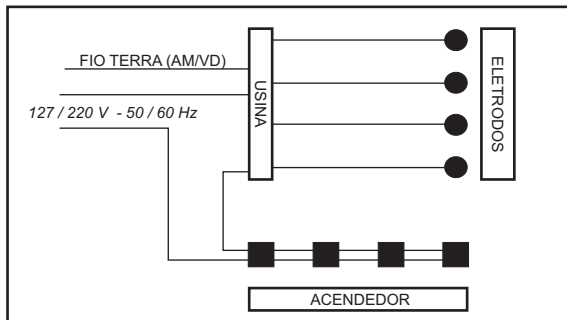 FIO TERRA (AM/VD)
127 / 220 V - 50 / 60 Hz
USINA
ELETRODOS
ACENDEDOR